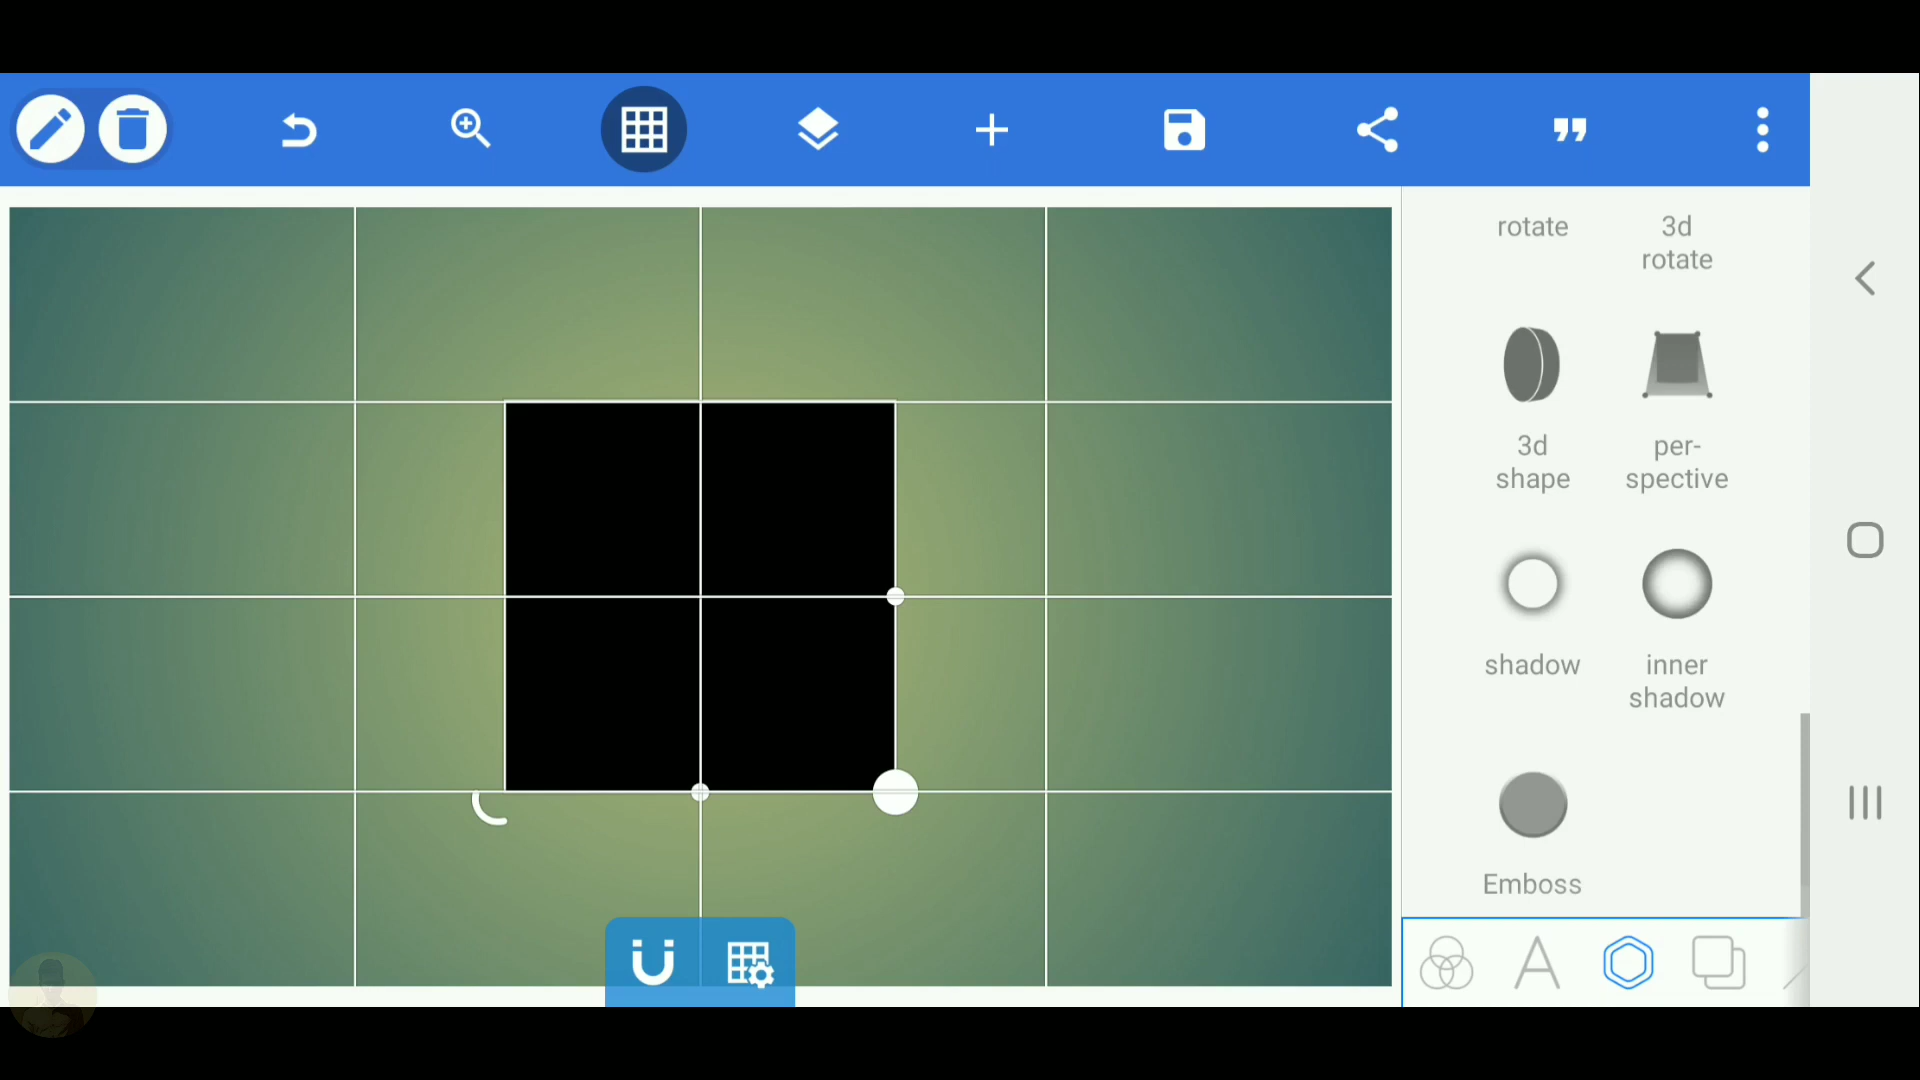 rotate
3d
rotate
3d
shape
per-
spective
shadow
inner
shadow
Emboss